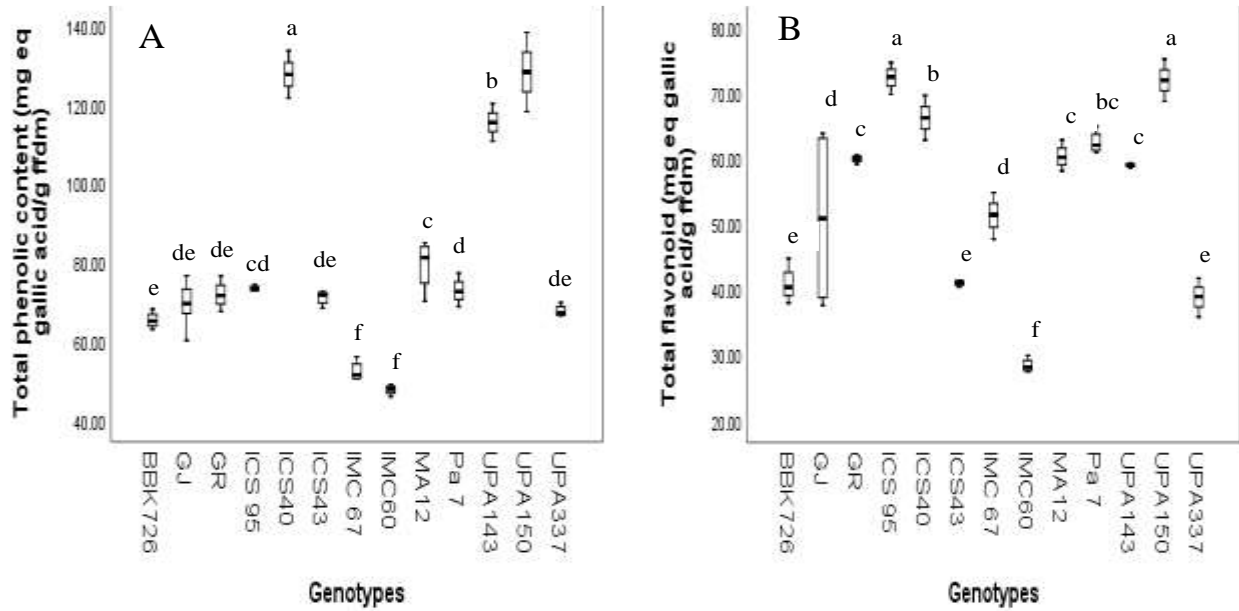 A
Total phenolic content (mg eq
gallic acid/g ffdm)
140.00
120.00
100.00
80.00
60.00
40.00
e
de
de
cd
a
de
f
f
c
d
b
de
BBK726
GJ
GR
ICS 95
ICS40
ICS43
IMC 67
IMC60
MA12
Pa 7
UPA143
UPA150
UPA337
Genotypes
B
Total flavonoid (mg eq gallic
acid/g ffdm)
80.00
70.00
60.00
50.00
40.00
30.00
20.00
e
d
c
a
b
e
d
f
c
bc
c
a
e
BBK726
GJ
GR
ICS 95
ICS40
ICS43
IMC 67
IMC60
MA12
Pa 7
UPA143
UPA150
UPA337
Genotypes